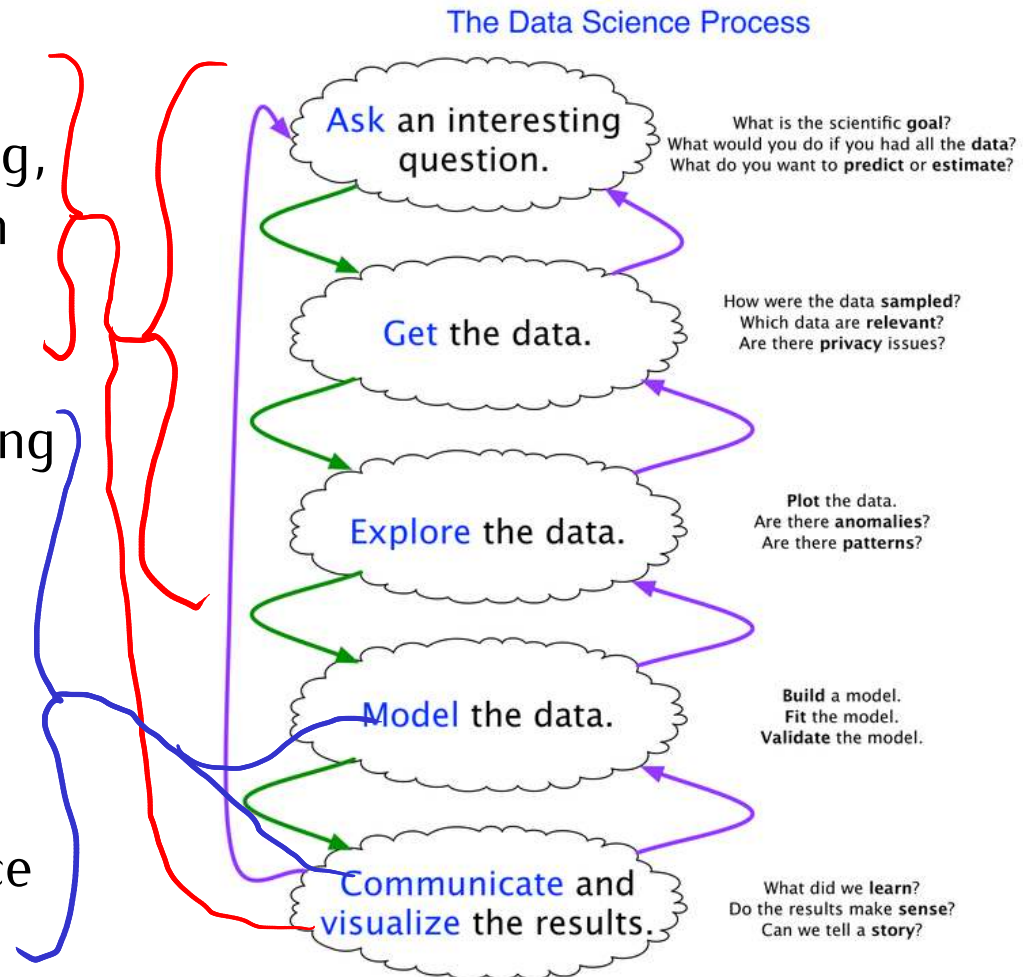 The Data Science Process
g,
n
ng
ce
Ask an interesting
question.
What is the scientific goal?
What would you do if you had all the data?
What do you want to predict or estimate?
Get the data.
How were the data sampled?
Which data are relevant?
Are there privacy issues?
Explore the data.
Plot the data.
Are there anomalies?
Are there patterns?
Model the data.
Build a model.
Fit the model.
Validate the model.
Communicate and
visualize the results.
What did we learn?
Do the results make sense?
Can we tell a story?